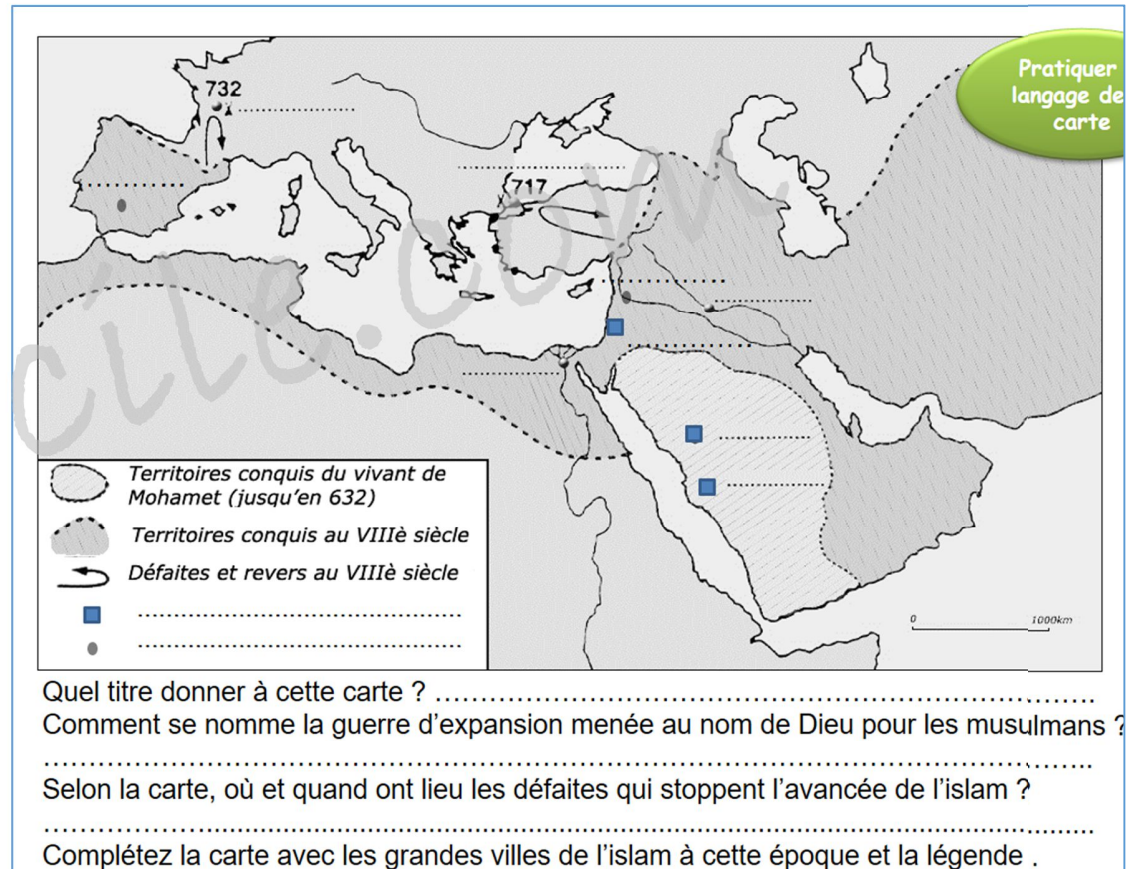 Pratiquer
langage de
carte
732
717
Territoires conquis du vivant de
Mohamet (jusqu'en 632)
Territoires conquis au VIIIè siècle
Défaites et revers au VIIIè siècle
0 1000km
cile.com
Quel titre donner à cette carte ?
Comment se nomme la guerre d'expansion menée au nom de Dieu pour les musulmans ?
Selon la carte, où et quand ont lieu les défaites qui stoppent l'avancée de l'islam ?
Complétez la carte avec les grandes villes de l'islam à cette époque et la légende .